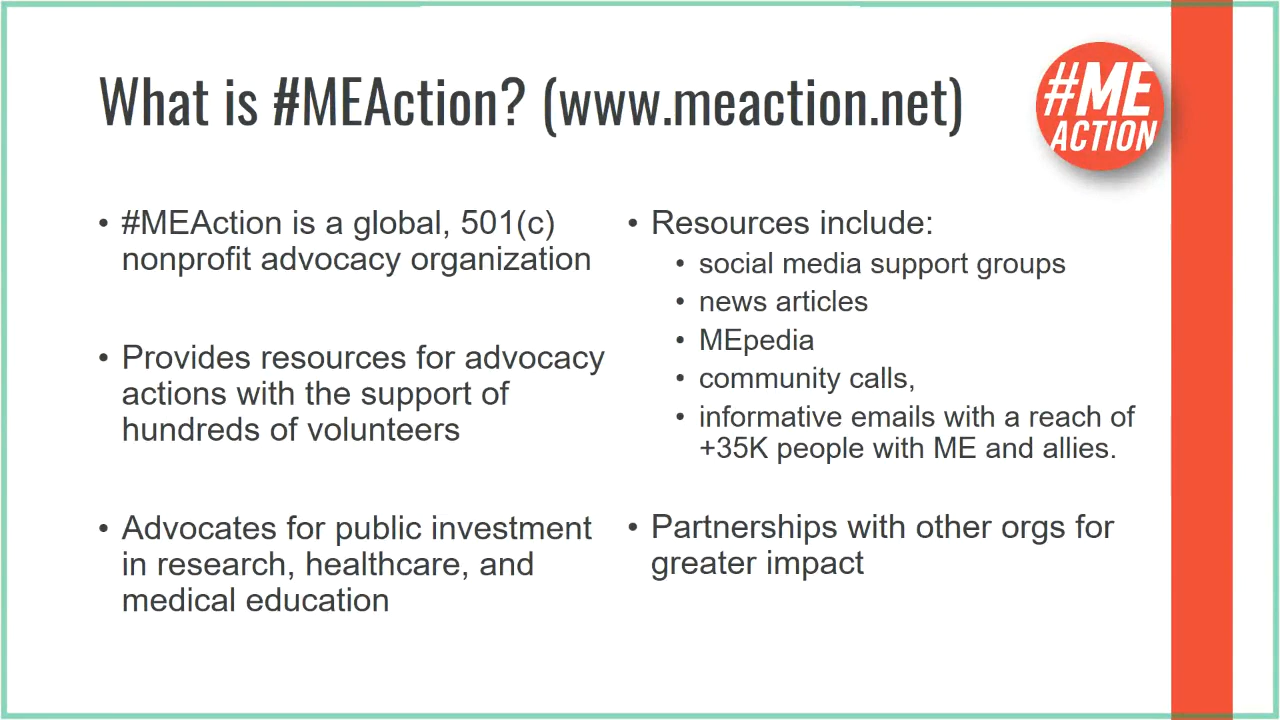 What is #MEAction? (www.meaction.net)
#ME
ACTION
• #MEAction is a global, 501(c)
nonprofit advocacy organization
• Provides resources for advocacy
actions with the support of
hundreds of volunteers
• Advocates for public investment
in research, healthcare, and
medical education
• Resources include:
• social media support groups
• news articles
• MEpedia
• community calls,
• informative emails with a reach of
+35K people with ME and allies.
• Partnerships with other orgs for
greater impact